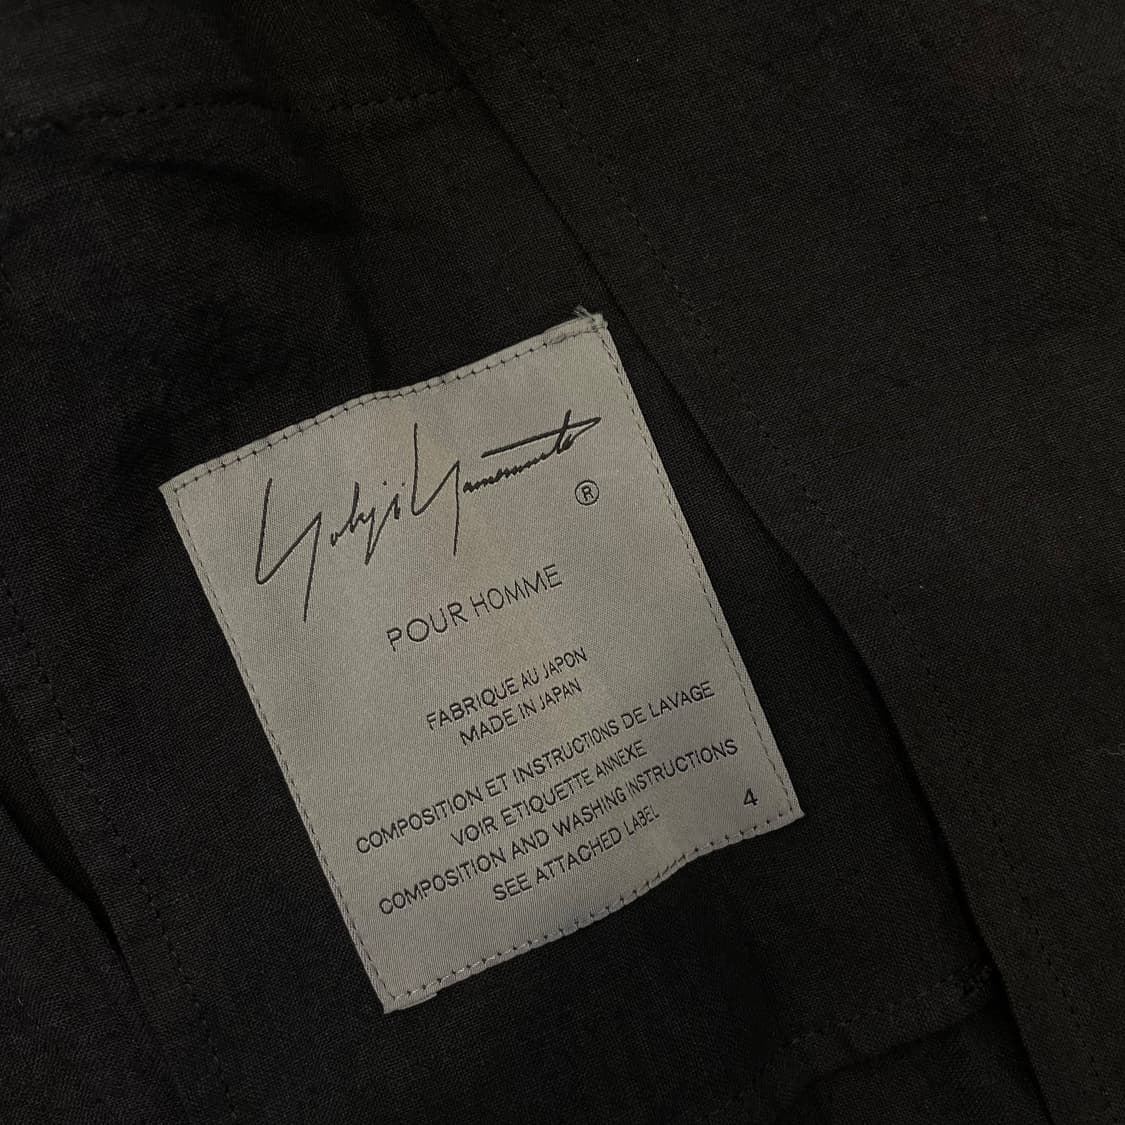 Yohji Yamamoto
®
POUR HOMME
FABRIQUE AU JAPON
MADE IN JAPAN
COMPOSITION ET INSTRUCTIONS DE LAVAGE
VOIR ETIQUETTE ANNEXE
COMPOSITION AND WASHING INSTRUCTIONS
SEE ATTACHED LABEL
4